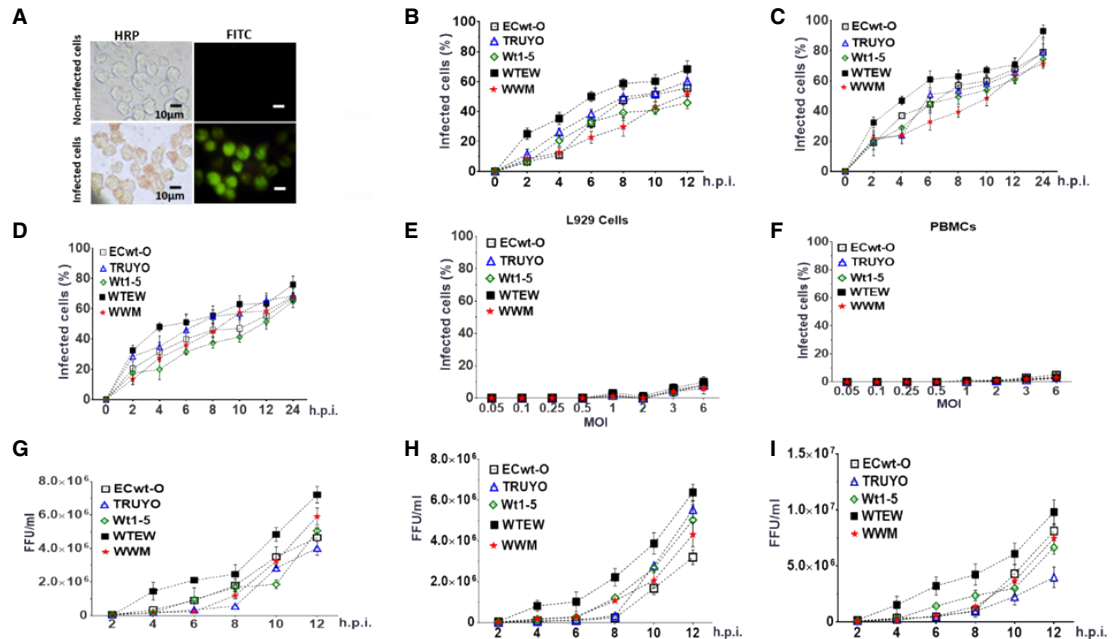 A
HRP
FITC
Non-infected cells
Infected cells
10μm
10μm
B
Infected cells (%)
100
80
60
40
20
0
ECwt-O
TRUYO
Wt1-5
WTEW
WWM
0 2 4 6 8 10 12 h.p.i.
C
Infected cells (%)
100
80
60
40
20
0
ECwt-O
TRUYO
Wt1-5
WTEW
WWM
0 2 4 6 8 10 12 24 h.p.i.
D
Infected cells (%)
100
80
60
40
20
0
ECwt-O
TRUYO
Wt1-5
WTEW
WWM
0 2 4 6 8 10 12 24 h.p.i.
E
L929 Cells
Infected cells (%)
100
80
60
40
20
0
ECwt-O
TRUYO
Wt1-5
WTEW
WWM
0.05 0.1 0.25 0.5 1 2 3 6
MOI
F
PBMCs
Infected cells (%)
100
80
60
40
20
0
ECwt-O
TRUYO
Wt1-5
WTEW
WWM
0.05 0.1 0.25 0.5 1 2 3 6
MOI
G
FFU/ml
8.0×10⁶
6.0×10⁶
4.0×10⁶
2.0×10⁶
0
ECwt-O
TRUYO
Wt1-5
WTEW
WWM
2 4 6 8 10 12 h.p.i.
H
FFU/ml
8.0×10⁶
6.0×10⁶
4.0×10⁶
2.0×10⁶
0
ECwt-O
TRUYO
Wt1-5
WTEW
WWM
2 4 6 8 10 12 h.p.i.
I
FFU/ml
1.5×10⁷
1.0×10⁷
5.0×10⁶
0
ECwt-O
TRUYO
Wt1-5
WTEW
WWM
2 4 6 8 10 12 h.p.i.